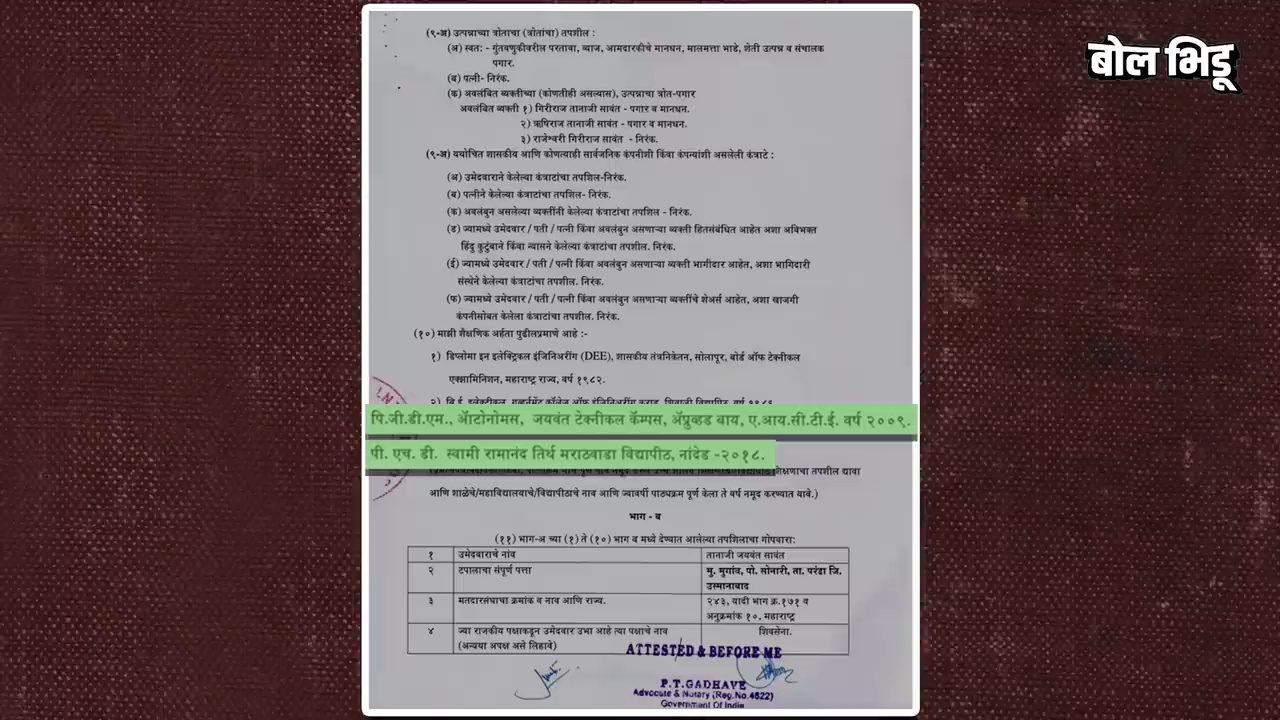 बोल भिडू
(९-अ) उत्पन्नाच्या त्रोताचा (त्रोतांचा) तपशील :
(अ) स्वत: - गुंतवणुकीवरील परतावा, व्याज, आमदारकीचे मानधन, मालमत्ता भाडे, शेती उत्पन्न व संचालक
पगार.
(ब) पत्नी- निरंक.
(क) अवलंबित व्यक्तीच्या (कोणतीही असल्यास), उत्पन्नाचा त्रोत-पगार
अवलंबित व्यक्ती १) गिरीराज तानाजी सावंत - पगार व मानधन.
२) ऋषिराज तानाजी सावंत - पगार व मानधन.
३) राजेश्वरी गिरीराज सावंत - निरंक.
(९-अ) ययोचित शासकीय आणि कोणत्याही सार्वजनिक कंपनीशी किंवा कंपन्यांशी असलेली कंत्राटे :
(अ) उमेदवाराने केलेल्या कंत्राटांचा तपशिल-निरंक.
(ब) पत्नीने केलेल्या कंत्राटांचा तपशिल- निरंक.
(क) अवलंबुन असलेल्या व्यक्तींनी केलेल्या कंत्राटांचा तपशिल - निरंक.
(ड) ज्यामध्ये उमेदवार / पती / पत्नी किंवा अवलंबुन असणाऱ्या व्यक्ती हितसंबंधित आहेत अशा अविभक्त
हिंदु कुटुंबाने किंवा न्यासने केलेल्या कंत्राटांचा तपशील. निरंक.
(ई) ज्यामध्ये उमेदवार / पती / पत्नी किंवा अवलंबुन असणाऱ्या व्यक्ती भागीदार आहेत, अशा भागिदारी
संस्थेने केलेल्या कंत्राटांचा तपशील. निरंक.
(फ) ज्यामध्ये उमेदवार / पती / पत्नी किंवा अवलंबुन असणाऱ्या व्यक्तींचे शेअर्स आहेत, अशा खाजगी
कंपनीसोबत केलेला कंत्राटांचा तपशील. निरंक.
(१०) माझी शैक्षणिक अर्हता पुढीलप्रमाणे आहे :-
१) डिप्लोमा इन इलेक्ट्रिकल इंजिनिअरींग (DEE), शासकीय तंत्रनिकेतन, सोलापूर, बोर्ड ऑफ टेक्नीकल
एक्झामिनिशन, महाराष्ट्र राज्य, वर्ष १९८२.
पि.जी.डी.एम., ॲाटोनोमस, जयवंत टेक्नीकल कॅम्पस, ॲप्रुव्हड बाय, ए.आय.सी.टी.ई. वर्ष २००९.
पी. एच. डी. स्वामी रामानंद तिर्थ मराठवाडा विद्यापीठ, नांदेड -२०१८.
शिक्षणाचा तपशील द्यावा
आणि शाळेचे/महाविद्यालयाचे/विद्यापीठाचे नाव आणि ज्यावर्षी पाठ्यक्रम पूर्ण केला ते वर्ष नमूद करण्यात यावे.)
भाग - ब
(११) भाग-अ च्या (१) ते (१०) भाग ब मध्ये देण्यात आलेल्या तपशिलाचा गोषवारा:
१ उमेदवाराचे नांव तानाजी जयवंत सावंत
२ टपालाचा संपूर्ण पत्ता मु. मुगांव, पो. सोनारी, ता. परंडा जि.
उस्मानाबाद
३ मतदारसंघाचा क्रमांक व नाव आणि राज्य. २४३, यादी भाग क्र.१७१ व
अनुक्रमांक १०, महाराष्ट्र
४ ज्या राजकीय पक्षाकडून उमेदवार उभा आहे त्या पक्षाचे नाव शिवसेना.
(अन्यथा अपक्ष असे लिहावे)
ATTESTED & BEFORE ME
P.T.GADHAVE
Advocate & Notary (Reg.No.4622)
Government Of India